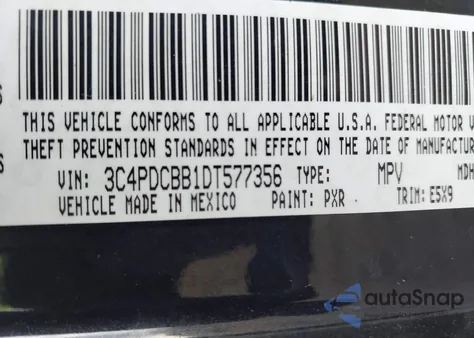 THIS VEHICLE CONFORMS TO ALL APPLICABLE U.S.A. FEDERAL MOTOR V
THEFT PREVENTION STANDARDS IN EFFECT ON THE DATE OF MANUFACTUR
VIN: 3C4PDCBB1DT577356 TYPE: MPV MDH
VEHICLE MADE IN MEXICO PAINT: PXR TRIM: E5X9
autoSnap